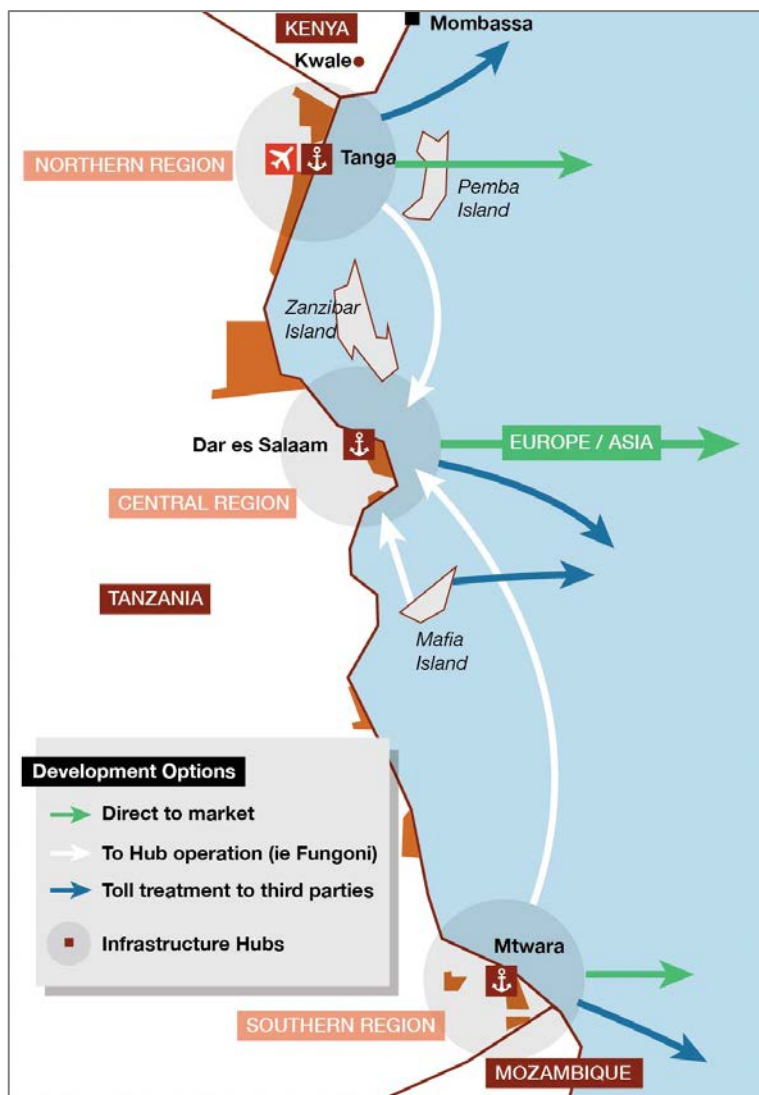 KENYA
Mombassa
Kwale
NORTHERN REGION
Tanga
Pemba
Island
Zanzibar
Island
Dar es Salaam
EUROPE / ASIA
CENTRAL REGION
TANZANIA
Mafia
Island
Development Options
Direct to market
To Hub operation (ie Fungoni)
Toll treatment to third parties
Infrastructure Hubs
Mtwara
SOUTHERN REGION
MOZAMBIQUE